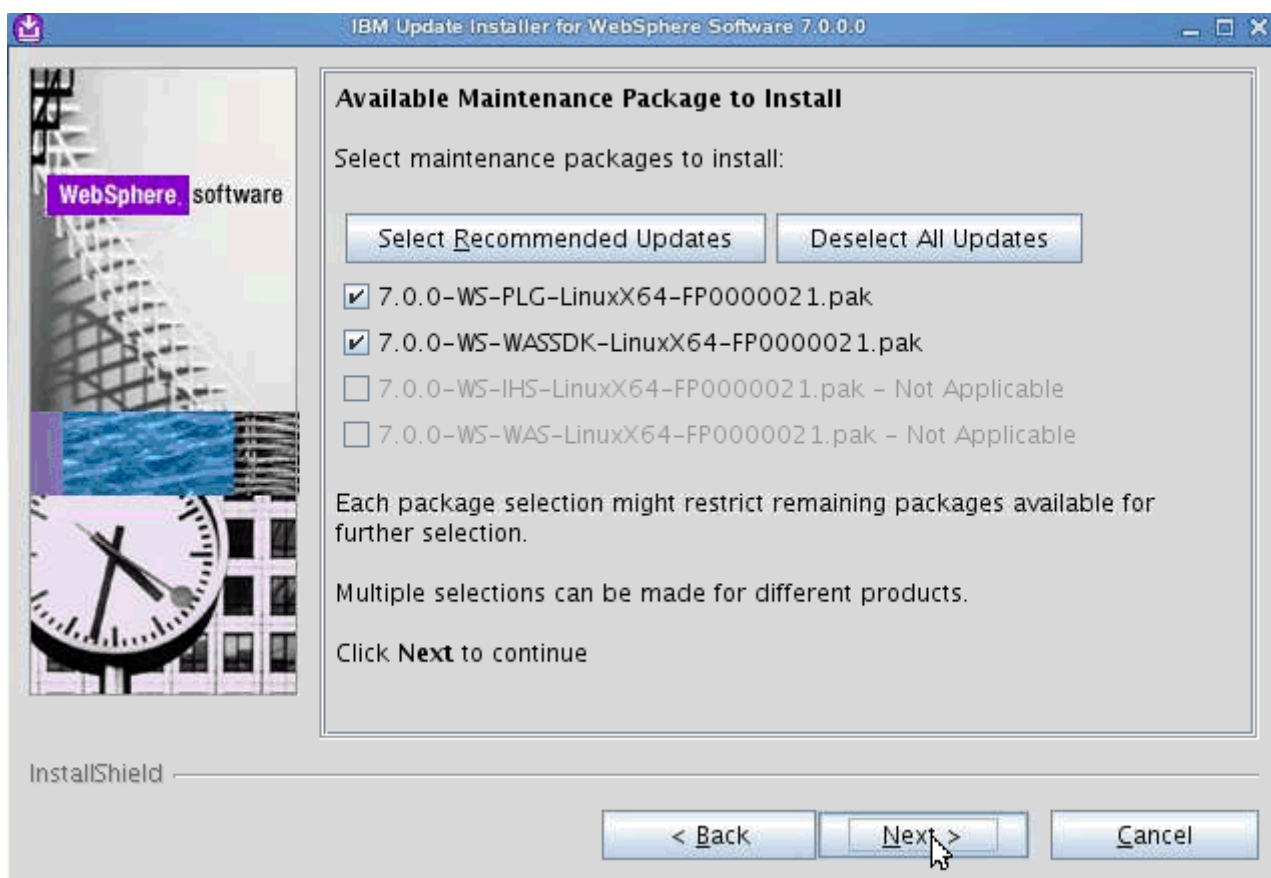 IBM Update Installer for WebSphere Software 7.0.0.0
WebSphere. software
Available Maintenance Package to Install
Select maintenance packages to install:
Select Recommended Updates
Deselect All Updates
7.0.0-WS-PLG-LinuxX64-FP0000021.pak
7.0.0-WS-WASSDK-LinuxX64-FP0000021.pak
7.0.0-WS-IHS-LinuxX64-FP0000021.pak – Not Applicable
7.0.0-WS-WAS-LinuxX64-FP0000021.pak – Not Applicable
Each package selection might restrict remaining packages available for
further selection.
Multiple selections can be made for different products.
Click Next to continue
InstallShield
< Back
Next >
Cancel